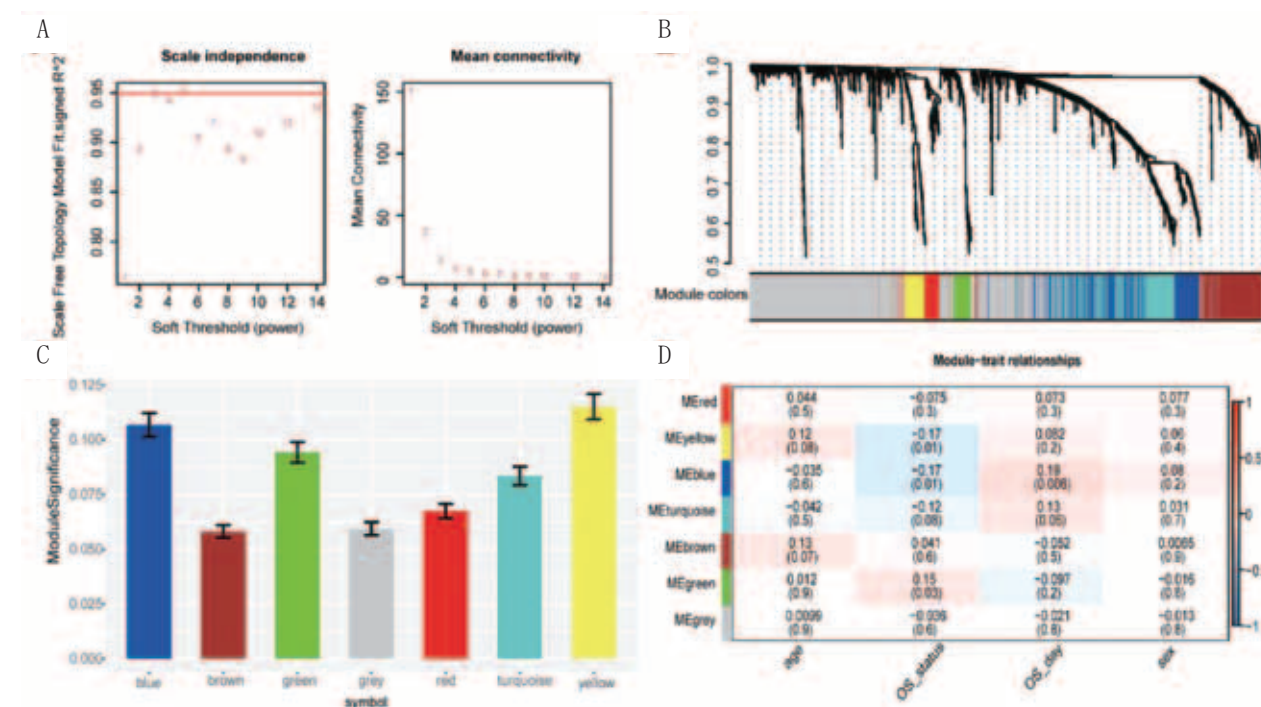 A
Scale independence
Scale Free Topology Model Fit.signed R^2
0.95
0.90
0.85
0.80
2 4 6 8 10 12 14
Soft Threshold (power)
Mean connectivity
Mean Connectivity
150
100
50
0
2 4 6 8 10 12 14
Soft Threshold (power)
B
1.0
0.9
0.8
0.7
0.6
0.5
Module colors
C
ModuleSignificance
0.125
0.100
0.075
0.050
0.025
0.000
blue brown green grey red turquoise yellow
symbol
D
Module-trait relationships
MEred 0.044 -0.075 0.073 0.077
(0.5) (0.3) (0.3) (0.3)
MEyellow 0.12 -0.17 0.082 0.06
(0.08) (0.01) (0.2) (0.4)
MEblue -0.035 -0.17 0.19 0.08
(0.6) (0.01) (0.006) (0.2)
MEturquoise -0.042 -0.12 0.13 0.031
(0.5) (0.08) (0.06) (0.7)
MEbrown 0.13 0.041 -0.052 0.0065
(0.07) (0.6) (0.5) (0.9)
MEgreen 0.012 0.15 -0.097 -0.016
(0.9) (0.03) (0.2) (0.8)
MEgrey 0.0099 -0.036 -0.021 -0.013
(0.9) (0.6) (0.8) (0.8)
age OS_status OS_day sex
1
0.5
0
-0.5
-1